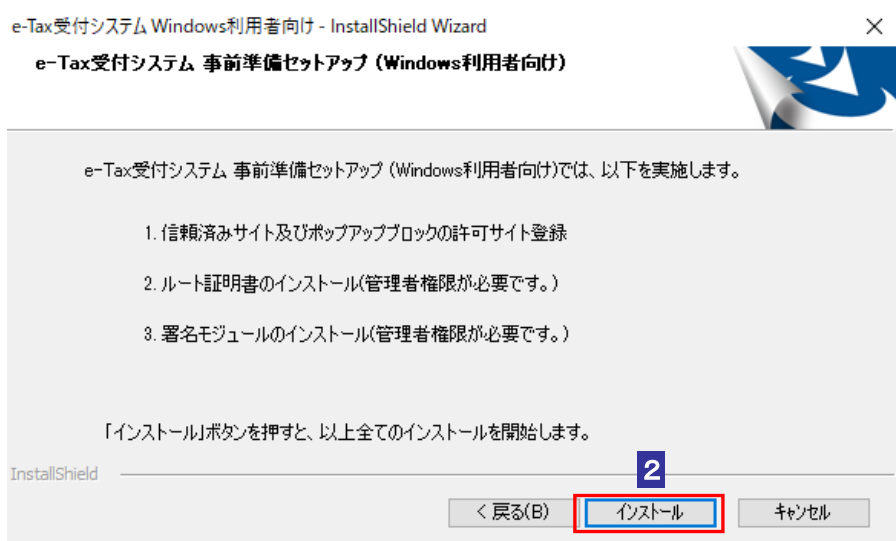 e-Tax受付システム Windows利用者向け - InstallShield Wizard
e-Tax受付システム 事前準備セットアップ (Windows利用者向け)
e-Tax受付システム 事前準備セットアップ (Windows利用者向け)では、以下を実施します。
1. 信頼済みサイト及びポップアップブロックの許可サイト登録
2. ルート証明書のインストール(管理者権限が必要です。)
3. 署名モジュールのインストール(管理者権限が必要です。)
「インストール」ボタンを押すと、以上全てのインストールを開始します。
2
InstallShield
< 戻る(B) インストール キャンセル